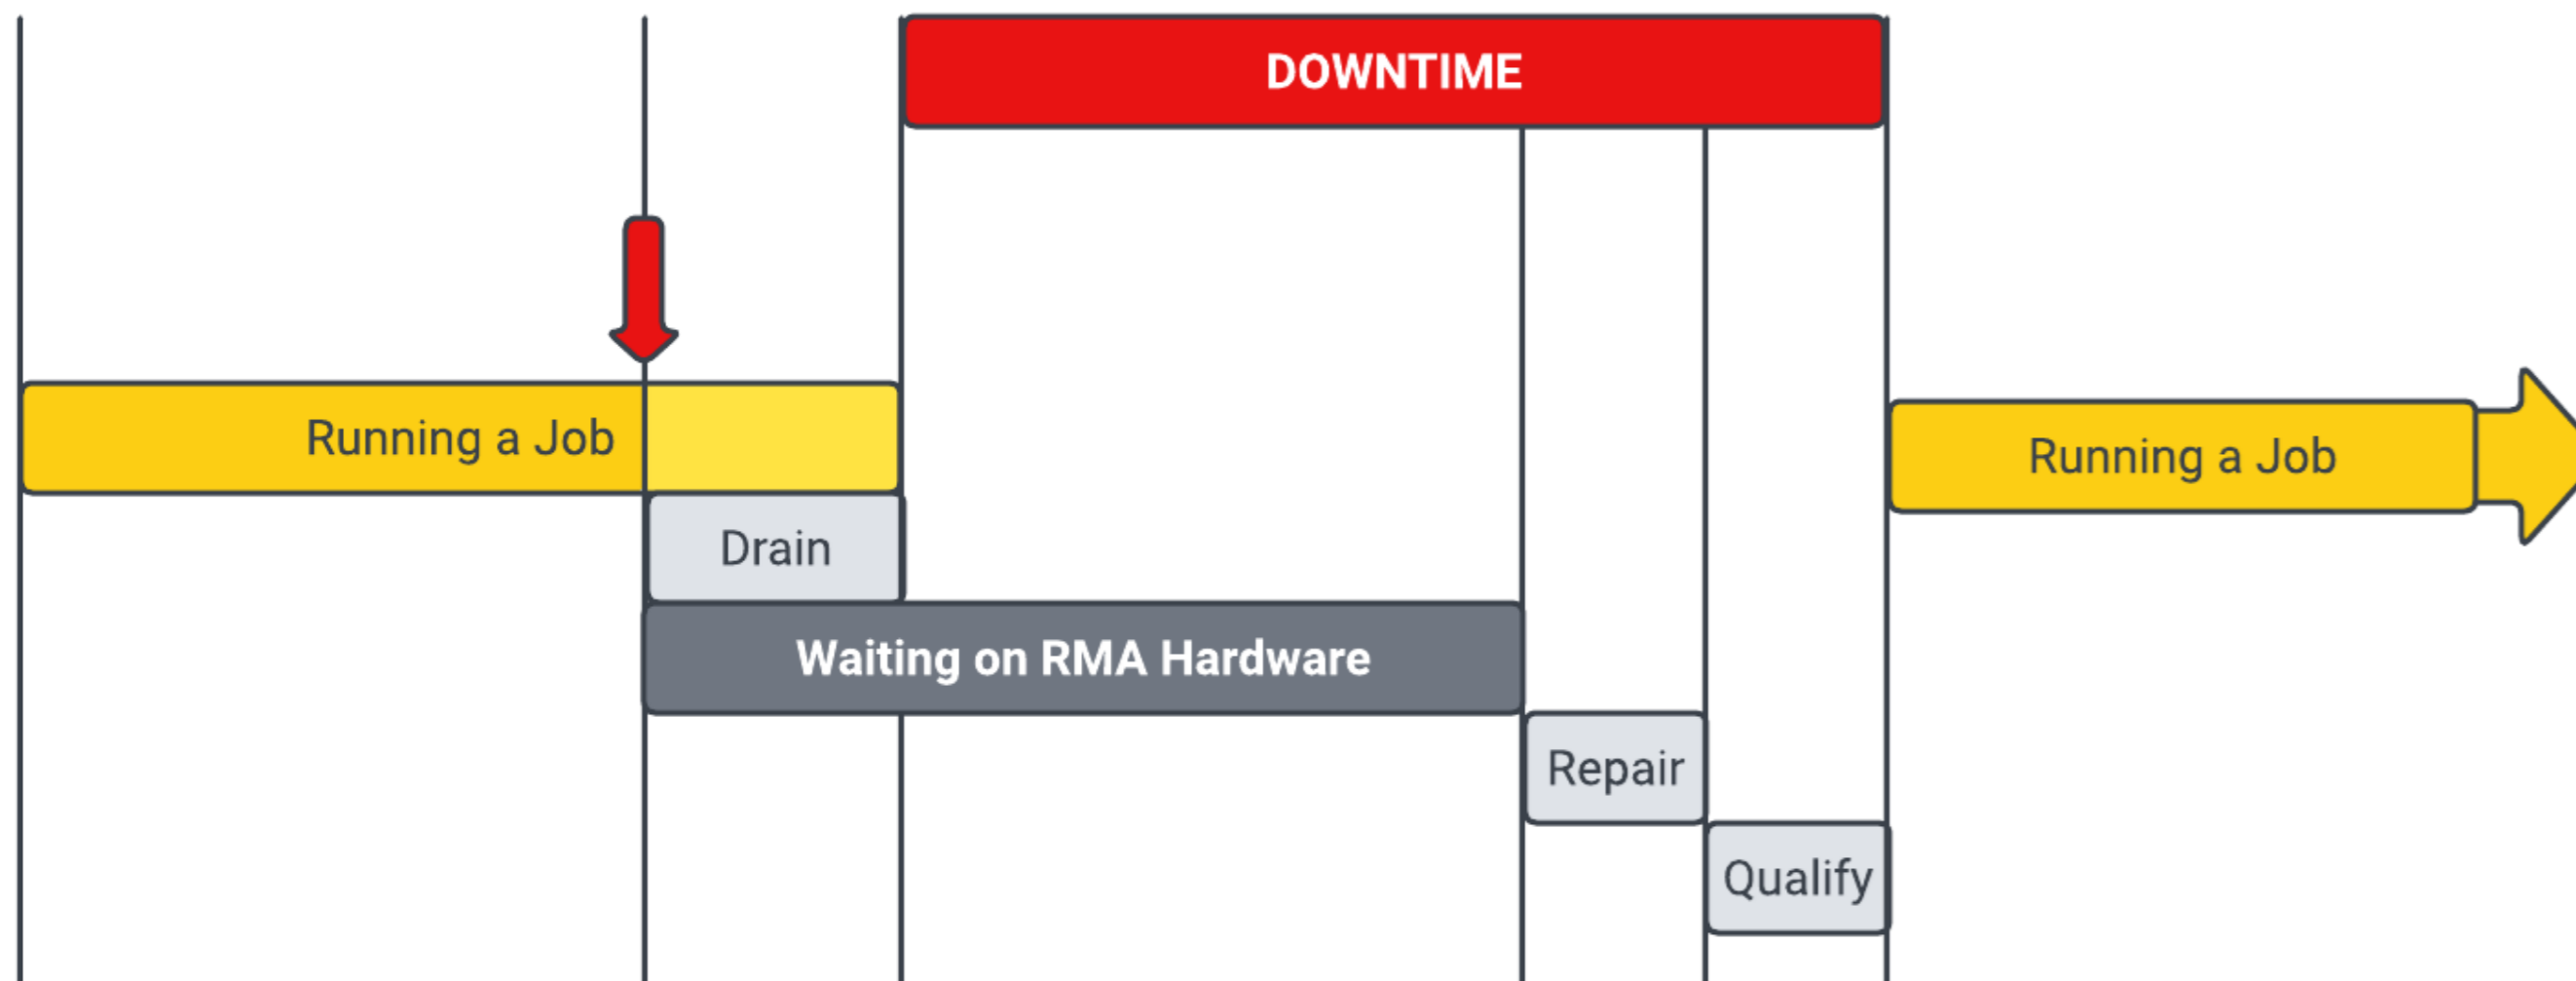 DOWNTIME
Running a Job
Running a Job
Drain
Waiting on RMA Hardware
Repair
Qualify